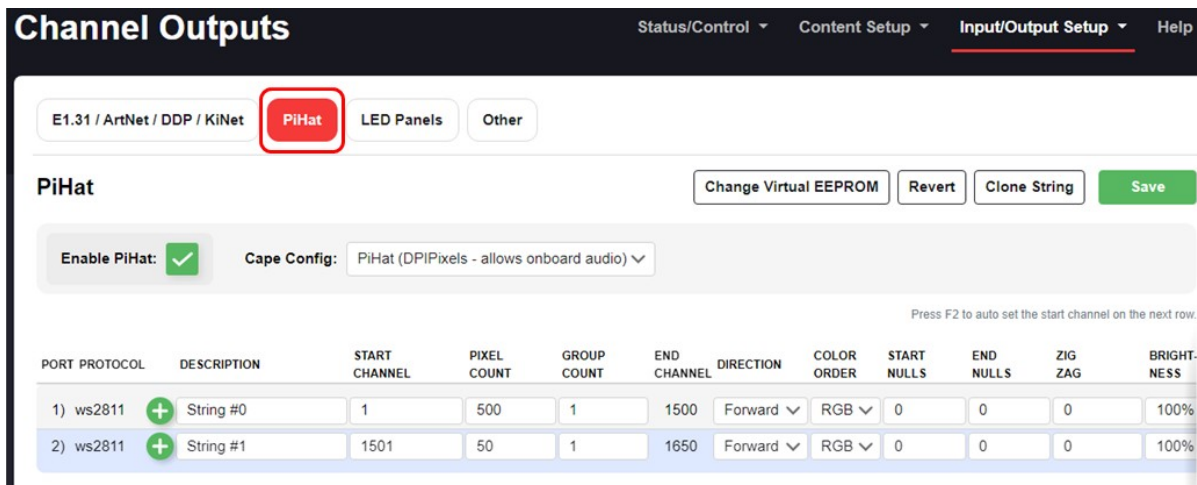 Channel Outputs
Status/Control Content Setup Input/Output Setup Help
E1.31 / ArtNet / DDP / KiNet PiHat LED Panels Other
PiHat Change Virtual EEPROM Revert Clone String Save
Enable PiHat: Cape Config: PiHat (DPIPixels - allows onboard audio)
Press F2 to auto set the start channel on the next row.
PORT PROTOCOL DESCRIPTION START CHANNEL PIXEL COUNT GROUP COUNT END CHANNEL DIRECTION COLOR ORDER START NULLS END NULLS ZIG ZAG BRIGHT-NESS
1) ws2811 String #0 1 500 1 1500 Forward RGB 0 0 0 100%
2) ws2811 String #1 1501 50 1 1650 Forward RGB 0 0 0 100%